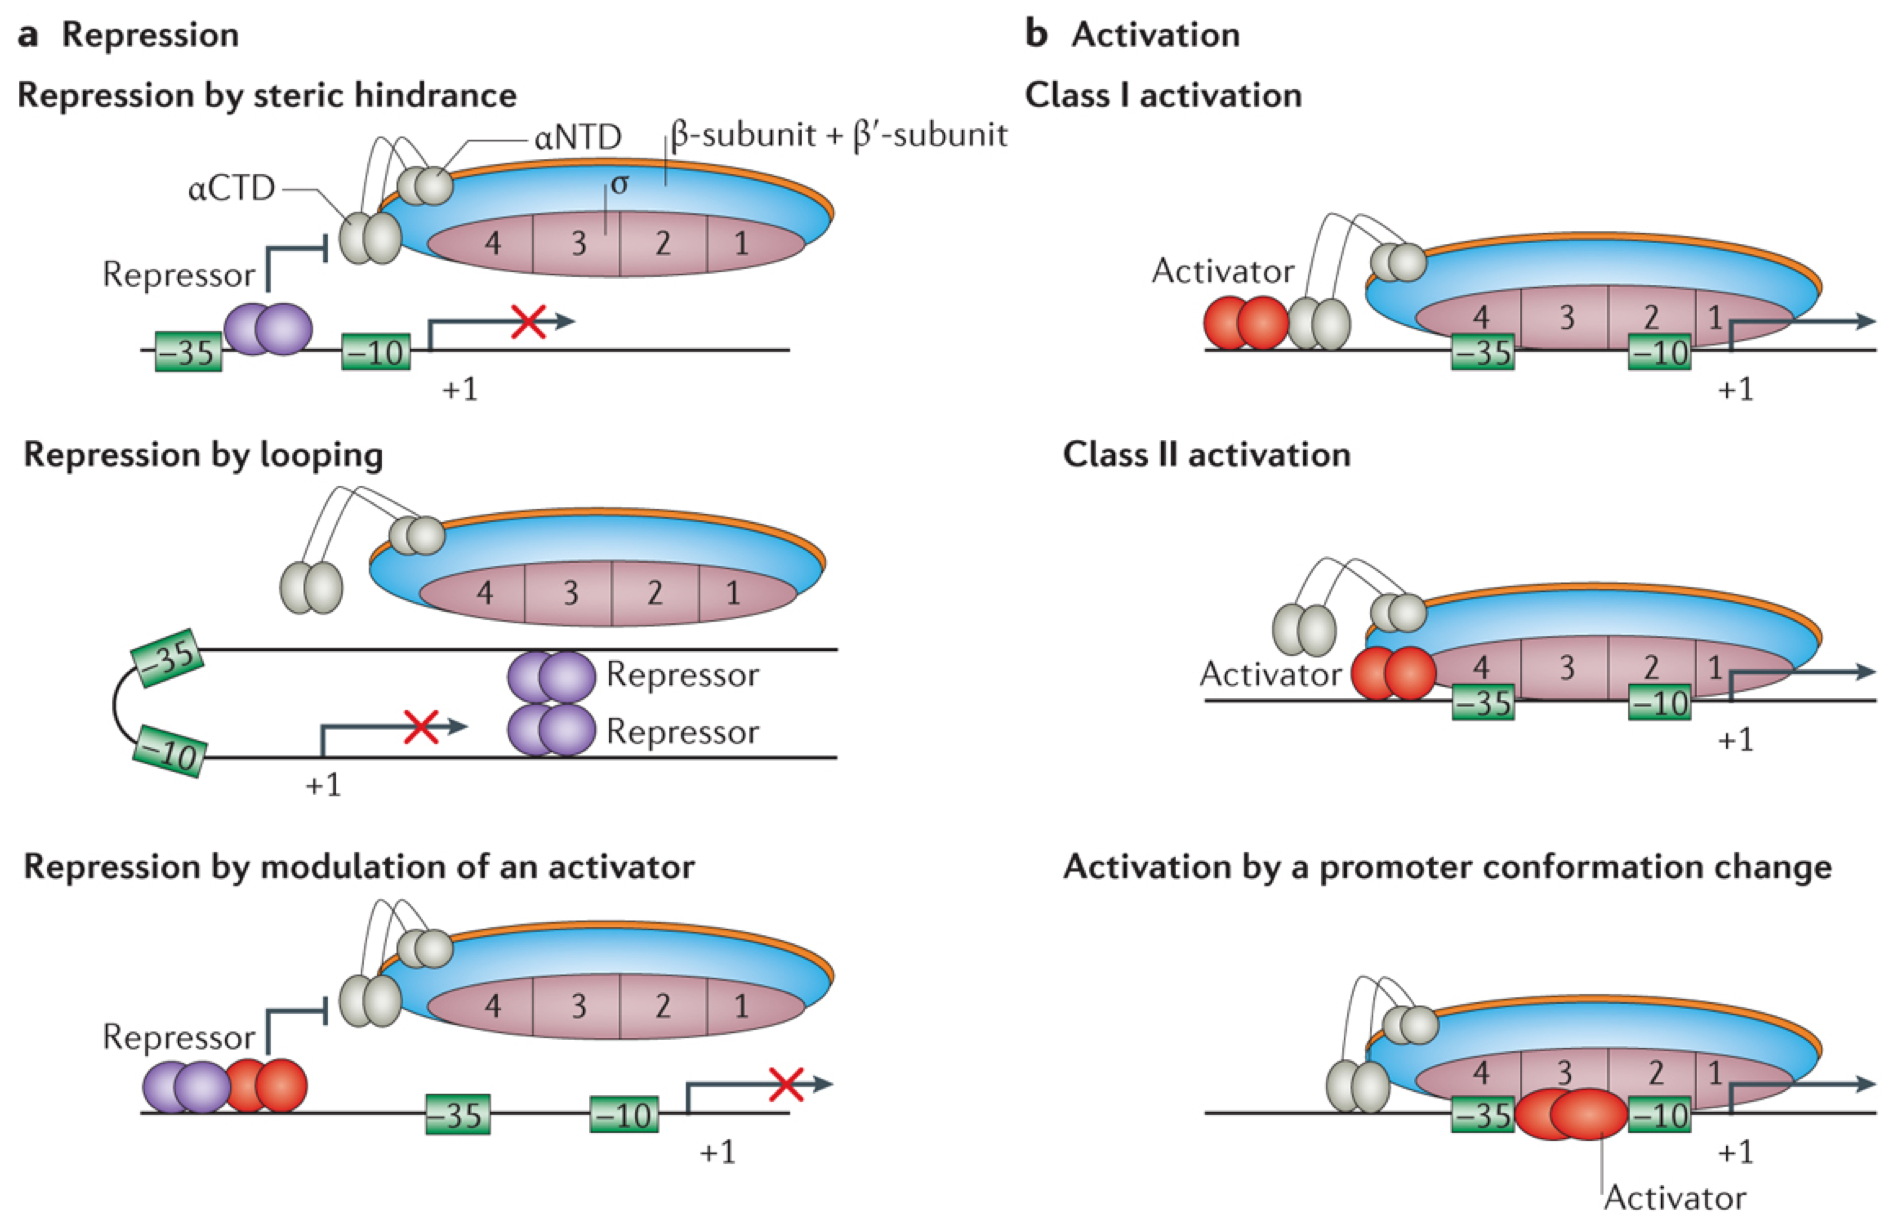 a Repression
Repression by steric hindrance
αNTD
β-subunit + β′-subunit
αCTD
σ
4 3 2 1
Repressor
–35
–10
+1
Repression by looping
4 3 2 1
–35
Repressor
Repressor
–10
+1
Repression by modulation of an activator
4 3 2 1
Repressor
–35
–10
+1
b Activation
Class I activation
Activator
4 3 2 1
–35
–10
+1
Class II activation
4 3 2 1
Activator
–35
–10
+1
Activation by a promoter conformation change
4 3 2 1
–35
–10
+1
Activator